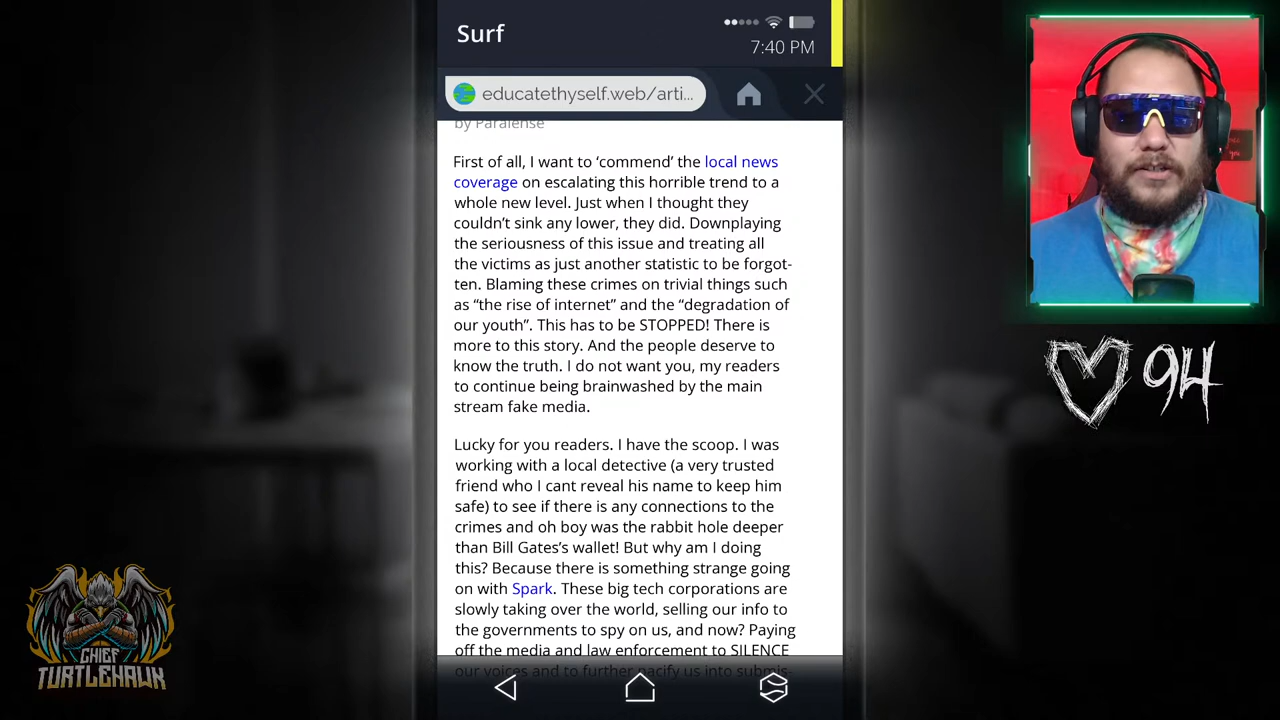 Surf
7:40 PM
educatethyself.web/arti...
by Paralense
First of all, I want to ‘commend’ the local news
coverage on escalating this horrible trend to a
whole new level. Just when I thought they
couldn’t sink any lower, they did. Downplaying
the seriousness of this issue and treating all
the victims as just another statistic to be forgot-
ten. Blaming these crimes on trivial things such
as “the rise of internet” and the “degradation of
our youth”. This has to be STOPPED! There is
more to this story. And the people deserve to
know the truth. I do not want you, my readers
to continue being brainwashed by the main
stream fake media.
Lucky for you readers. I have the scoop. I was
working with a local detective (a very trusted
friend who I cant reveal his name to keep him
safe) to see if there is any connections to the
crimes and oh boy was the rabbit hole deeper
than Bill Gates’s wallet! But why am I doing
this? Because there is something strange going
on with Spark. These big tech corporations are
slowly taking over the world, selling our info to
the governments to spy on us, and now? Paying
off the media and law enforcement to SILENCE
our voices and to further pacify us into submis-
94
CHIEF
TURTLEHAWK